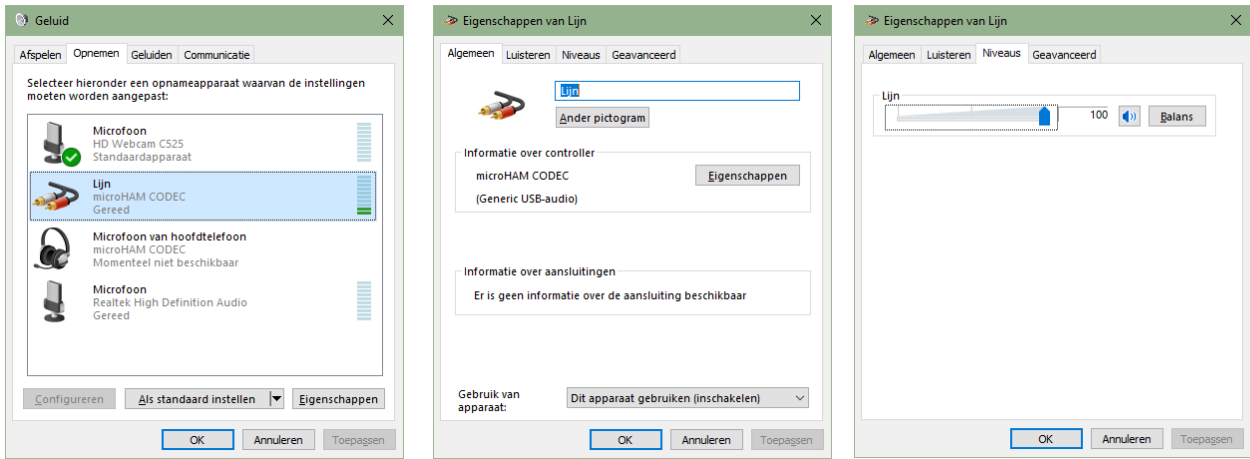 Geluid
Afspelen Opnemen Geluiden Communicatie
Selecteer hieronder een opnameapparaat waarvan de instellingen
moeten worden aangepast:
Microfoon
HD Webcam C525
Standaardapparaat
Lijn
microHAM CODEC
Gereed
Microfoon van hoofdtelefoon
microHAM CODEC
Momenteel niet beschikbaar
Microfoon
Realtek High Definition Audio
Gereed
Configureren Als standaard instellen Eigenschappen
OK Annuleren Toepassen
Eigenschappen van Lijn
Algemeen Luisteren Niveaus Geavanceerd
Lijn
Ander pictogram
Informatie over controller
microHAM CODEC Eigenschappen
(Generic USB-audio)
Informatie over aansluitingen
Er is geen informatie over de aansluiting beschikbaar
Gebruik van
apparaat: Dit apparaat gebruiken (inschakelen)
OK Annuleren Toepassen
Eigenschappen van Lijn
Algemeen Luisteren Niveaus Geavanceerd
Lijn
100 Balans
OK Annuleren Toepassen